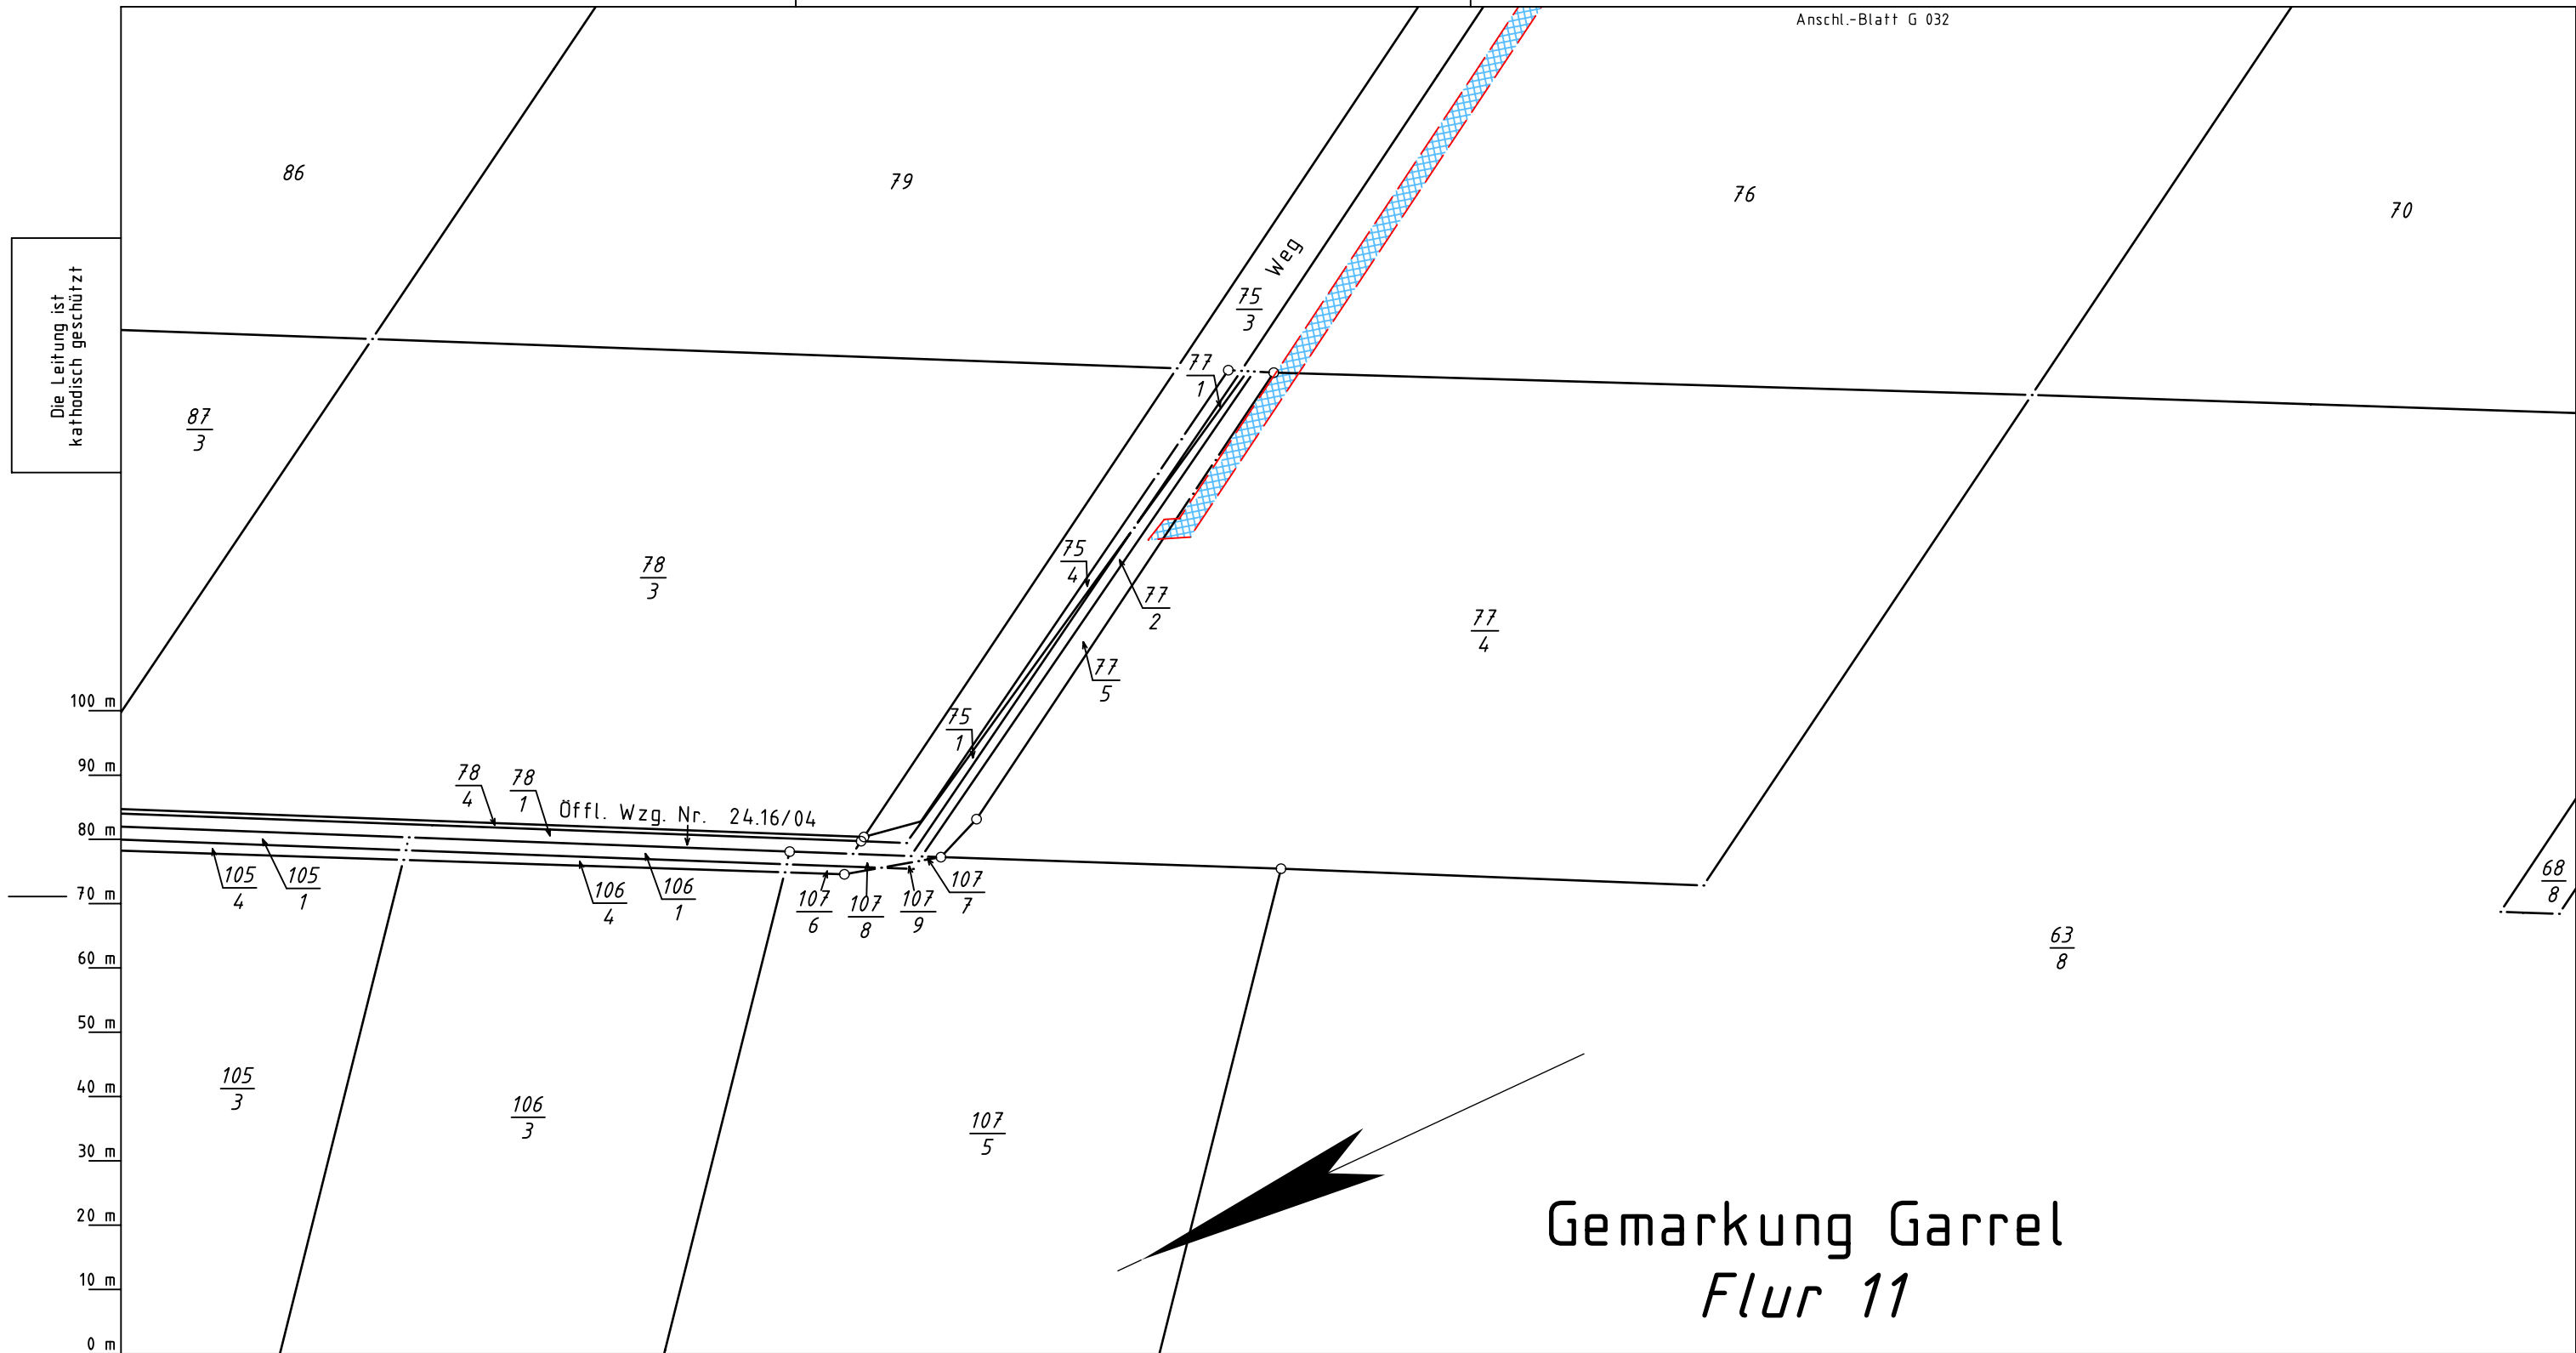 Anschl.-Blatt G 032
86
79
76
70
Weg
75
3
Die Leitung ist
kathodisch geschützt
77
1
87
3
78
3
75
4
77
2
77
4
77
5
100 m
75
1
90 m
78
4
78
1
Öffl. Wzg. Nr. 24.16/04
80 m
105
4
105
1
106
4
106
1
107
6
107
8
107
9
107
7
68
8
70 m
63
8
60 m
50 m
105
3
40 m
106
3
107
5
30 m
20 m
Gemarkung Garrel
10 m
Flur 11
0 m